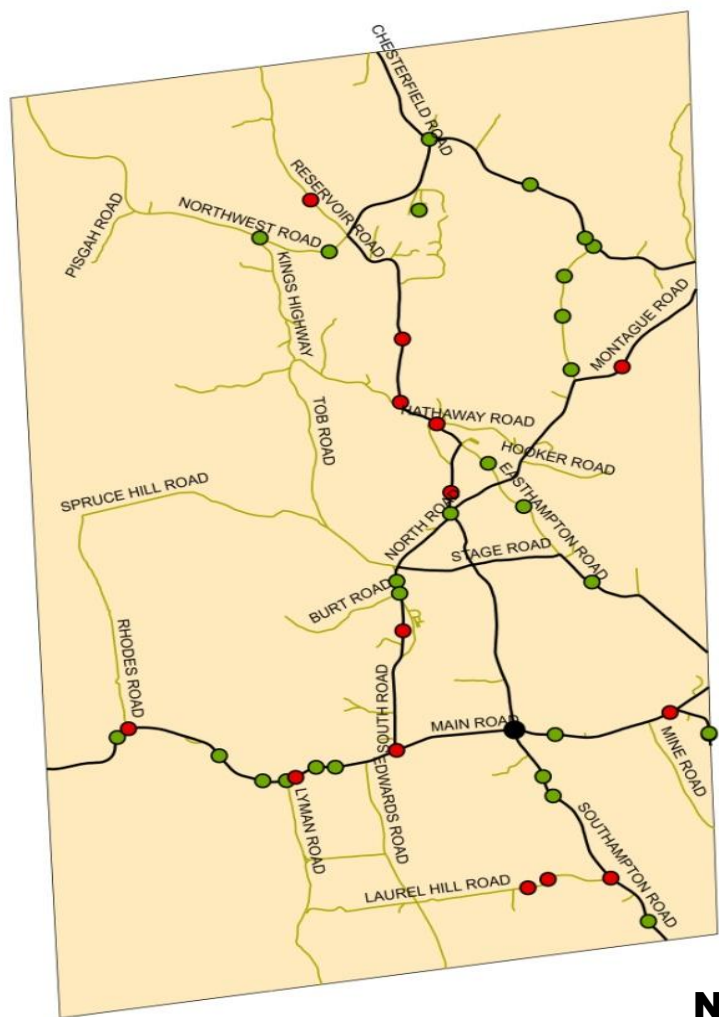 CHESTERFIELD ROAD
RESERVOIR ROAD
PISGAH ROAD
NORTHWEST ROAD
KINGS HIGHWAY
MONTAGUE ROAD
HATHAWAY ROAD
TOB ROAD
HOOKER ROAD
EASTHAMPTON ROAD
SPRUCE HILL ROAD
NORTH ROAD
STAGE ROAD
BURT ROAD
RHODES ROAD
SOUTH ROAD
MAIN ROAD
MINE ROAD
EDWARDS ROAD
LYMAN ROAD
SOUTHAMPTON ROAD
LAUREL HILL ROAD
N